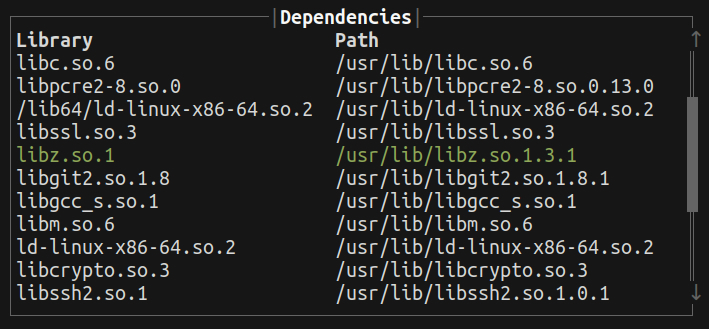 Dependencies
Library Path
libc.so.6 /usr/lib/libc.so.6
libpcre2-8.so.0 /usr/lib/libpcre2-8.so.0.13.0
/lib64/ld-linux-x86-64.so.2 /usr/lib/ld-linux-x86-64.so.2
libssl.so.3 /usr/lib/libssl.so.3
libz.so.1 /usr/lib/libz.so.1.3.1
libgit2.so.1.8 /usr/lib/libgit2.so.1.8.1
libgcc_s.so.1 /usr/lib/libgcc_s.so.1
libm.so.6 /usr/lib/libm.so.6
ld-linux-x86-64.so.2 /usr/lib/ld-linux-x86-64.so.2
libcrypto.so.3 /usr/lib/libcrypto.so.3
libssh2.so.1 /usr/lib/libssh2.so.1.0.1